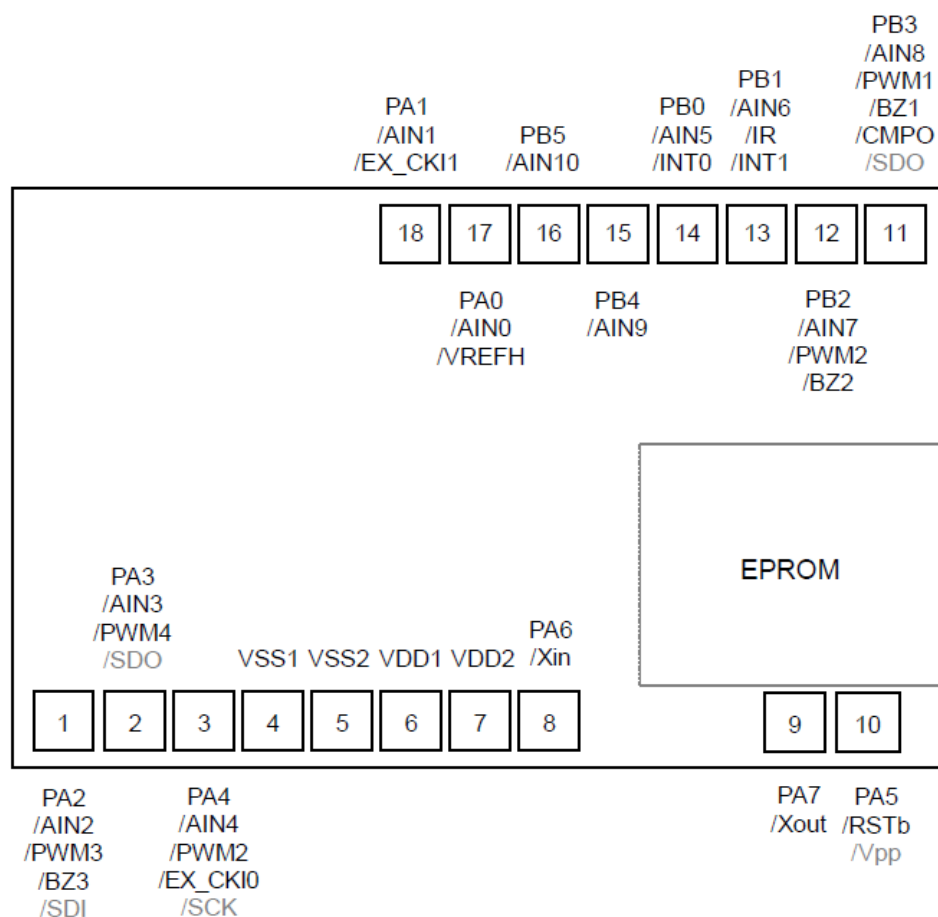 PA1
/AIN1
/EX_CKI1
PB5
/AIN10
PB0
/AIN5
/INT0
PB1
/AIN6
/IR
/INT1
PB3
/AIN8
/PWM1
/BZ1
/CMPO
/SDO
18
17
16
15
14
13
12
11
PA0
/AIN0
/VREFH
PB4
/AIN9
PB2
/AIN7
/PWM2
/BZ2
EPROM
PA3
/AIN3
/PWM4
/SDO
VSS1
VSS2
VDD1
VDD2
PA6
/Xin
1
2
3
4
5
6
7
8
9
10
PA2
/AIN2
/PWM3
/BZ3
/SDI
PA4
/AIN4
/PWM2
/EX_CKI0
/SCK
PA7
/Xout
PA5
/RSTb
/Vpp